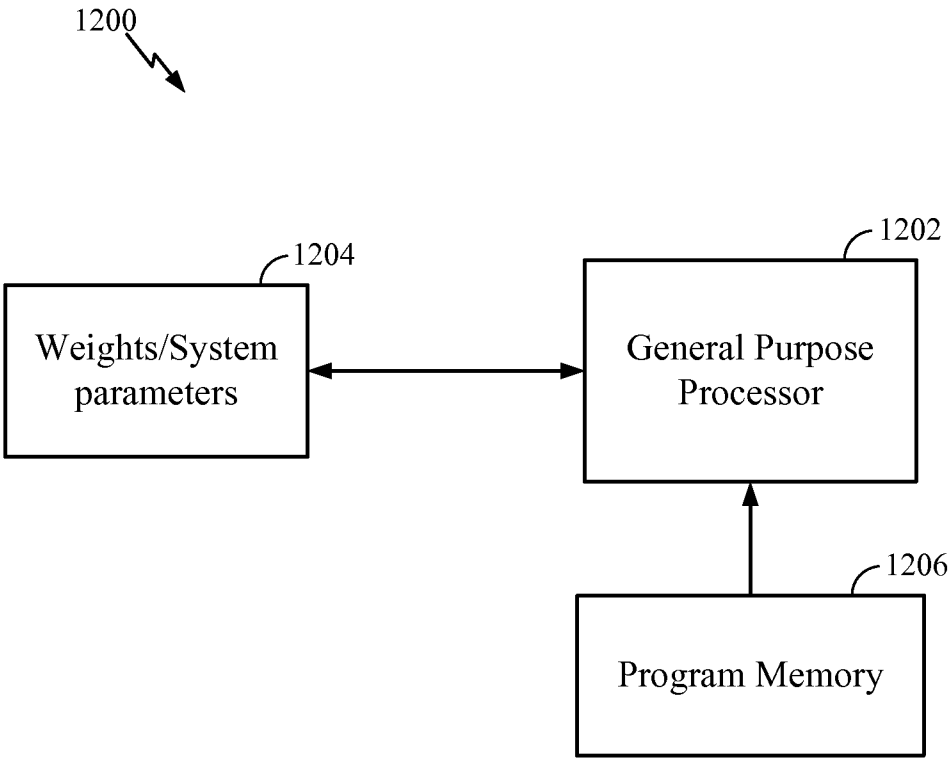 1200
1204
Weights/System
parameters
1202
General Purpose
Processor
1206
Program Memory